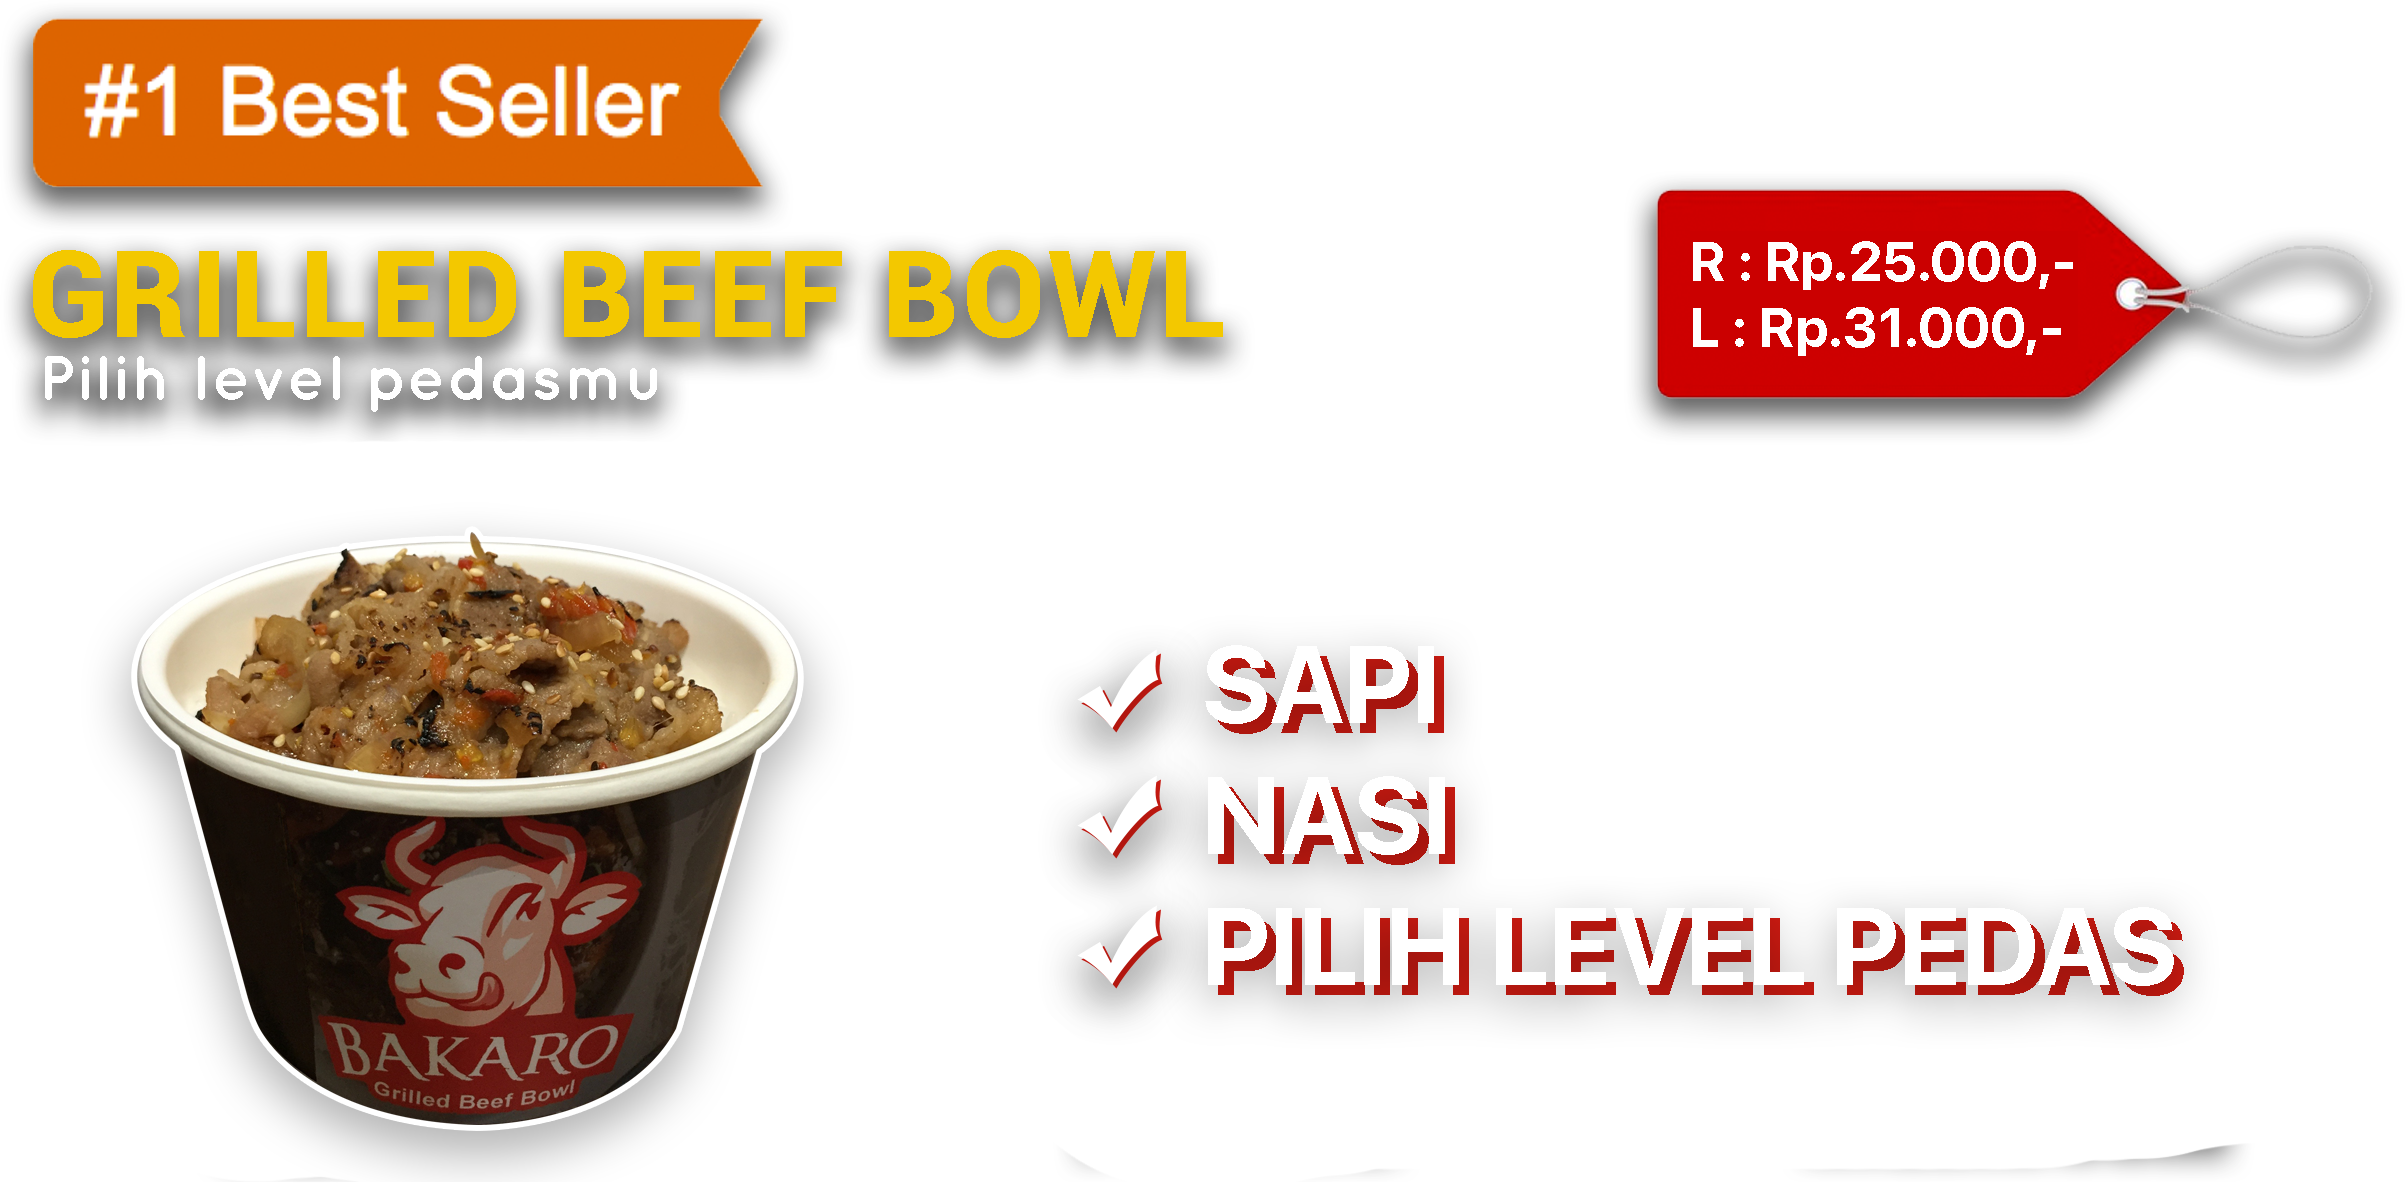 #1 Best Seller
GRILLED BEEF BOWL
Pilih level pedasmu
R : Rp.25.000,-
L : Rp.31.000,-
SAPI
NASI
PILIH LEVEL PEDAS
BAKARO
Grilled Beef Bowl